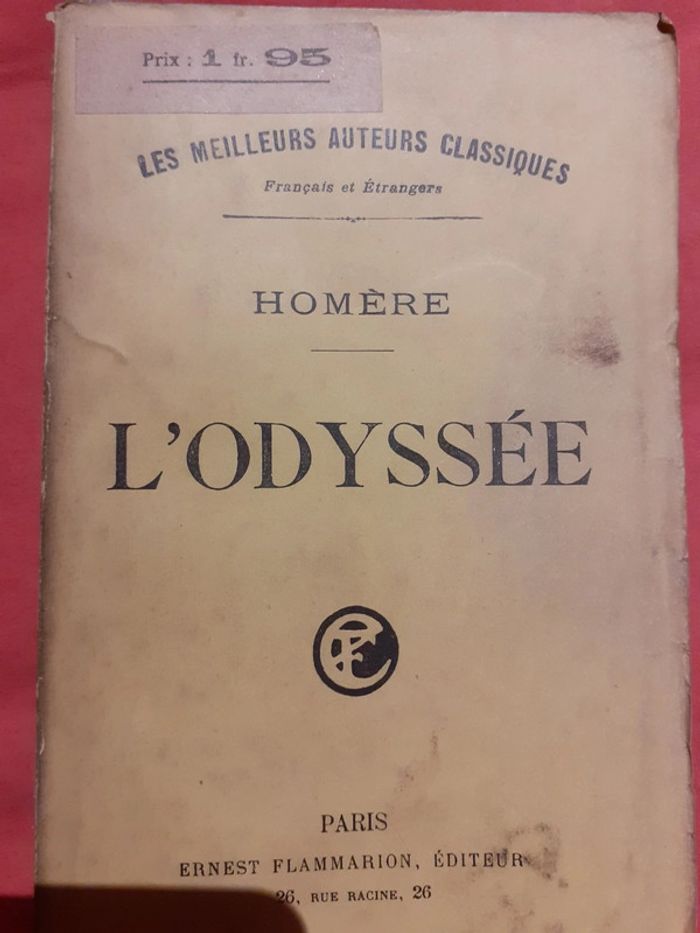 Prix : 1 fr. 95
LES MEILLEURS AUTEURS CLASSIQUES
Français et Étrangers
HOMÈRE
L'ODYSSÉE
PARIS
ERNEST FLAMMARION, ÉDITEUR
26, RUE RACINE, 26